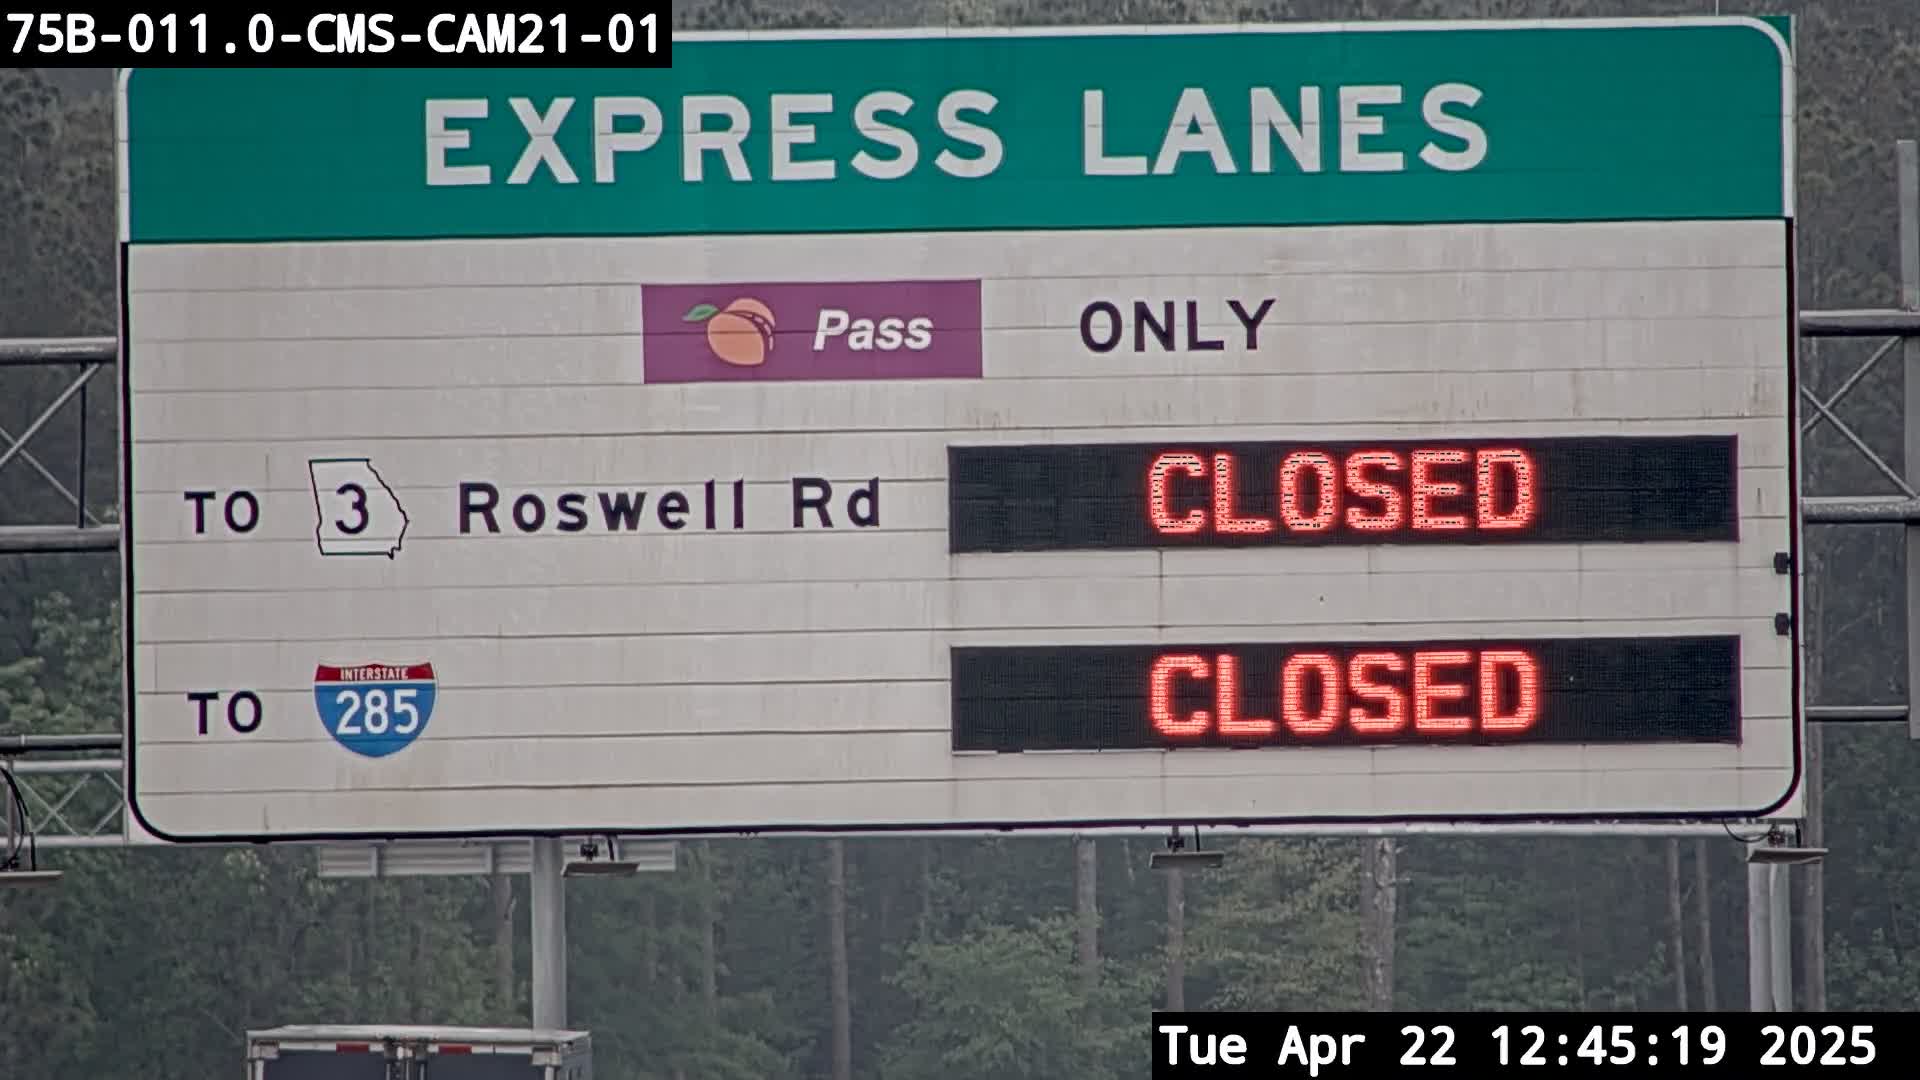 75B-011.0-CMS-CAM21-01
EXPRESS LANES
Pass ONLY
TO 3 Roswell Rd CLOSED
TO INTERSTATE 285 CLOSED
Tue Apr 22 12:45:19 2025